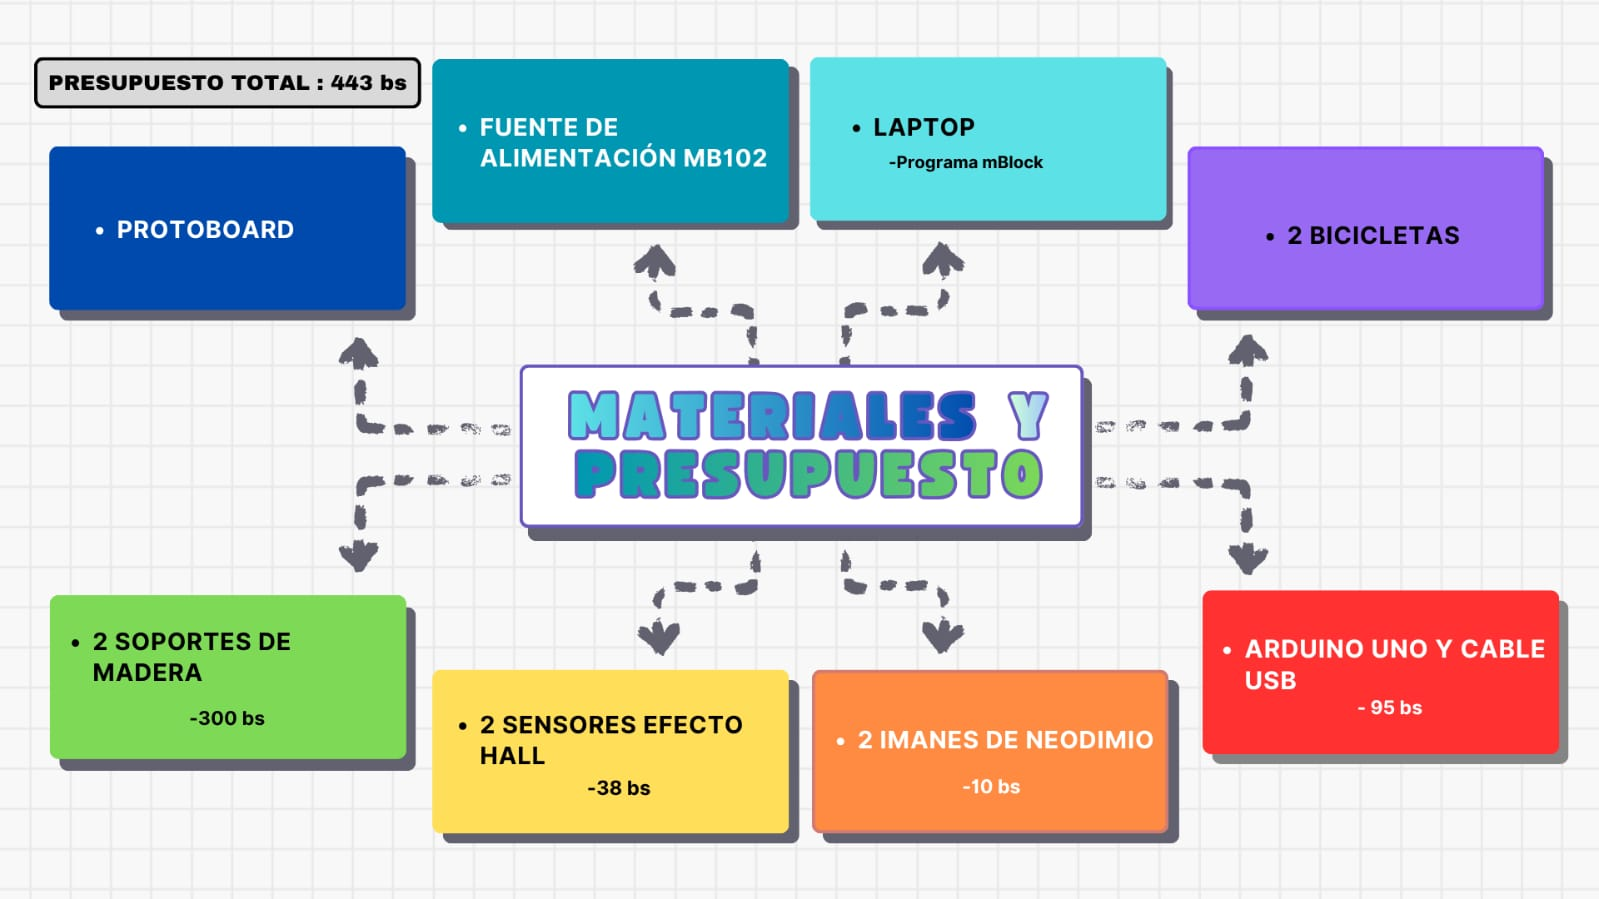 PRESUPUESTO TOTAL : 443 bs
• FUENTE DE
ALIMENTACIÓN MB102
• LAPTOP
-Programa mBlock
• PROTOBOARD
• 2 BICICLETAS
MATERIALES Y
PRESUPUESTO
• 2 SOPORTES DE
MADERA
-300 bs
• 2 SENSORES EFECTO
HALL
-38 bs
• 2 IMANES DE NEODIMIO
-10 bs
• ARDUINO UNO Y CABLE
USB
- 95 bs